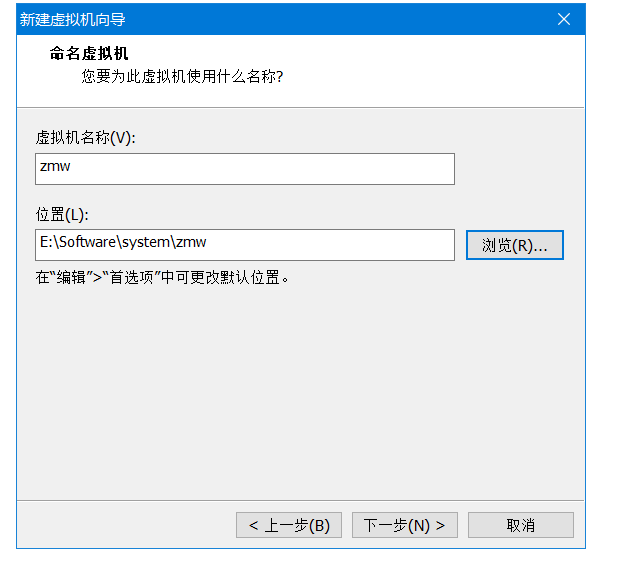 新建虚拟机向导
命名虚拟机
您要为此虚拟机使用什么名称?
虚拟机名称(V):
zmw
位置(L):
E:\Software\system\zmw
浏览(R)...
在“编辑”>“首选项”中可更改默认位置。
< 上一步(B) 下一步(N) > 取消